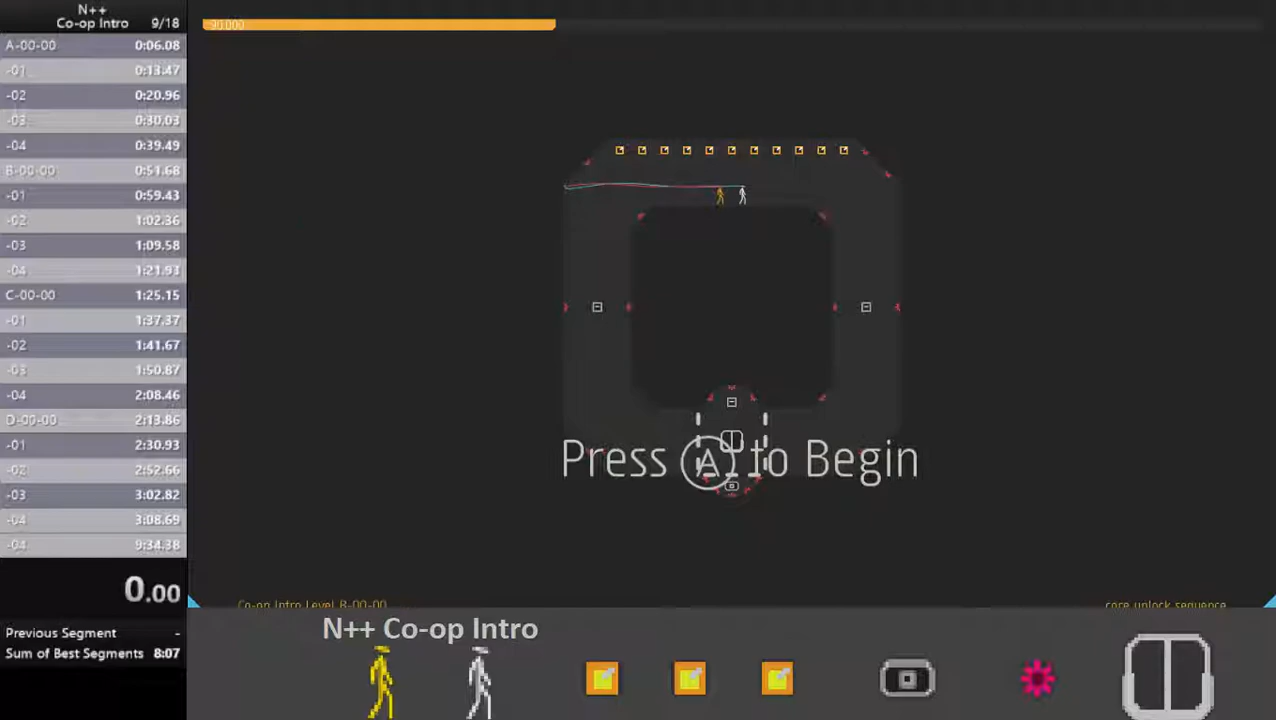 N++
Co-op Intro 9/18
A-00-00 0:06.08
-01 0:13.47
-02 0:20.96
-03 0:30.03
-04 0:39.49
B-00-00 0:51.68
-01 0:59.43
-02 1:02.36
-03 1:09.58
-04 1:21.93
C-00-00 1:25.15
-01 1:37.37
-02 1:41.67
-03 1:50.87
-04 2:08.46
D-00-00 2:13.86
-01 2:30.93
-02 2:52.66
-03 3:02.82
-04 3:08.69
-04 9:34.38
0.00
Previous Segment -
Sum of Best Segments 8:07
90.000
Press A to Begin
Co-op Intro Level B-00-00
core unlock sequence
N++ Co-op Intro